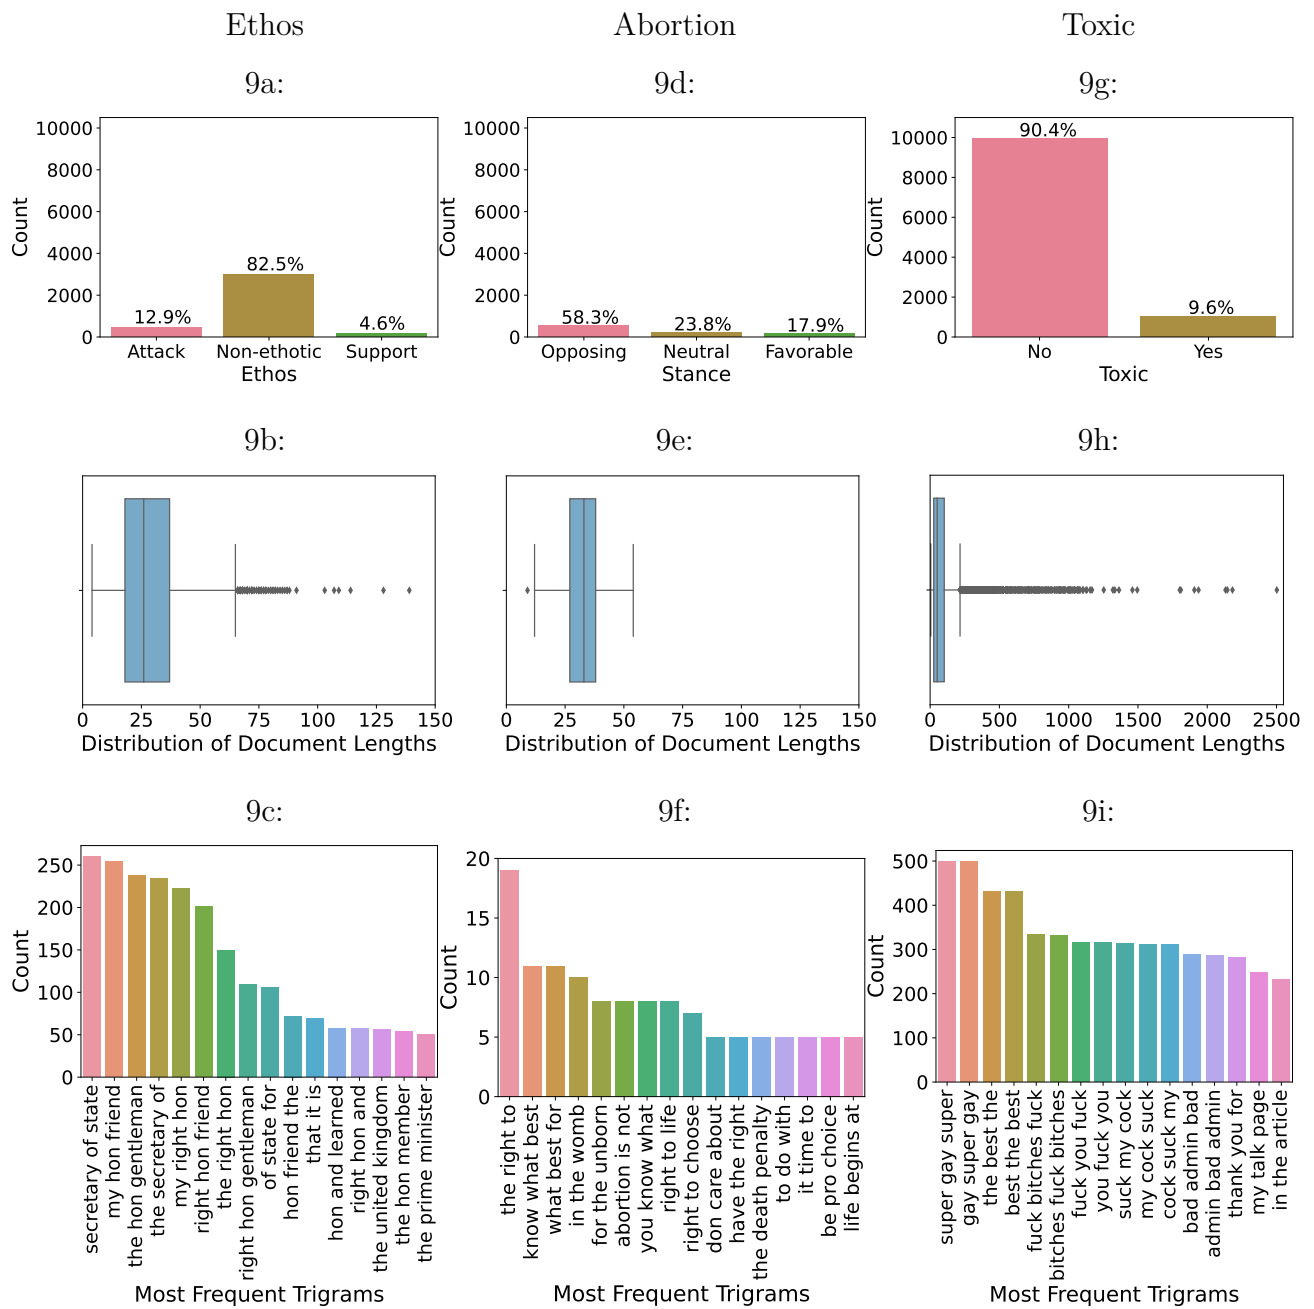 Ethos Abortion Toxic
9a: 9d: 9g:
10000
8000
6000
4000
2000
0
Count
12.9%
82.5%
4.6%
Attack Non-ethotic Support
Ethos
10000
8000
6000
4000
2000
0
Count
58.3%
23.8%
17.9%
Opposing Neutral Favorable
Stance
10000
8000
6000
4000
2000
0
Count
90.4%
9.6%
No Yes
Toxic
9b: 9e: 9h:
0 25 50 75 100 125 150
Distribution of Document Lengths
0 25 50 75 100 125 150
Distribution of Document Lengths
0 500 1000 1500 2000 2500
Distribution of Document Lengths
9c: 9f: 9i:
250
200
150
100
50
0
Count
secretary of state
my hon friend
the hon gentleman
the secretary of
my right hon
right hon friend
the right hon
right hon gentleman
of state for
hon friend the
that it is
hon and learned
right hon and
the united kingdom
the hon member
the prime minister
Most Frequent Trigrams
20
15
10
5
0
Count
the right to
know what best
what best for
in the womb
for the unborn
abortion is not
you know what
right to life
right to choose
don care about
have the right
the death penalty
to do with
it time to
be pro choice
life begins at
Most Frequent Trigrams
500
400
300
200
100
0
Count
super gay super
gay super gay
the best the
best the best
fuck bitches fuck
bitches fuck bitches
fuck you fuck
you fuck you
suck my cock
my cock suck
cock suck my
bad admin bad
admin bad admin
thank you for
my talk page
in the article
Most Frequent Trigrams